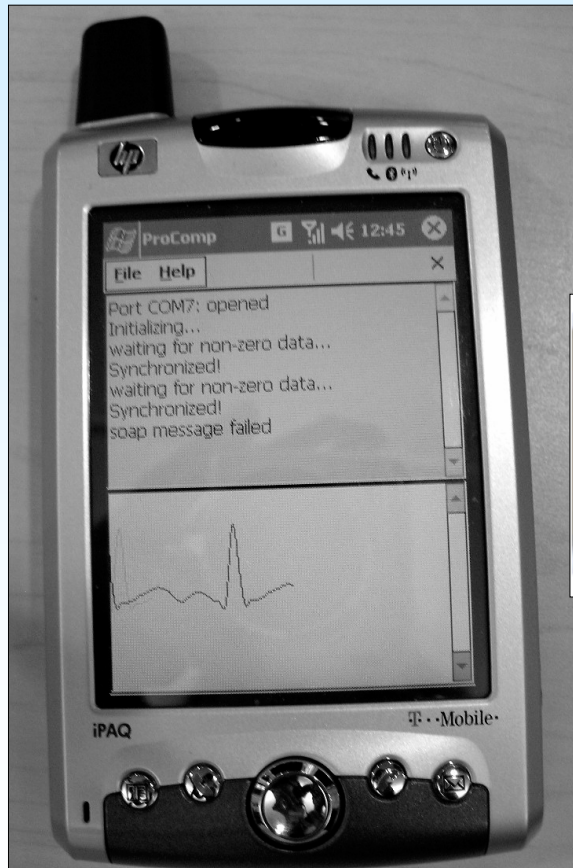 hp
ProComp G 12:45
File Help
Port COM7: opened
Initializing...
waiting for non-zero data...
Synchronized!
waiting for non-zero data...
Synchronized!
soap message failed
iPAQ
T · · Mobile ·